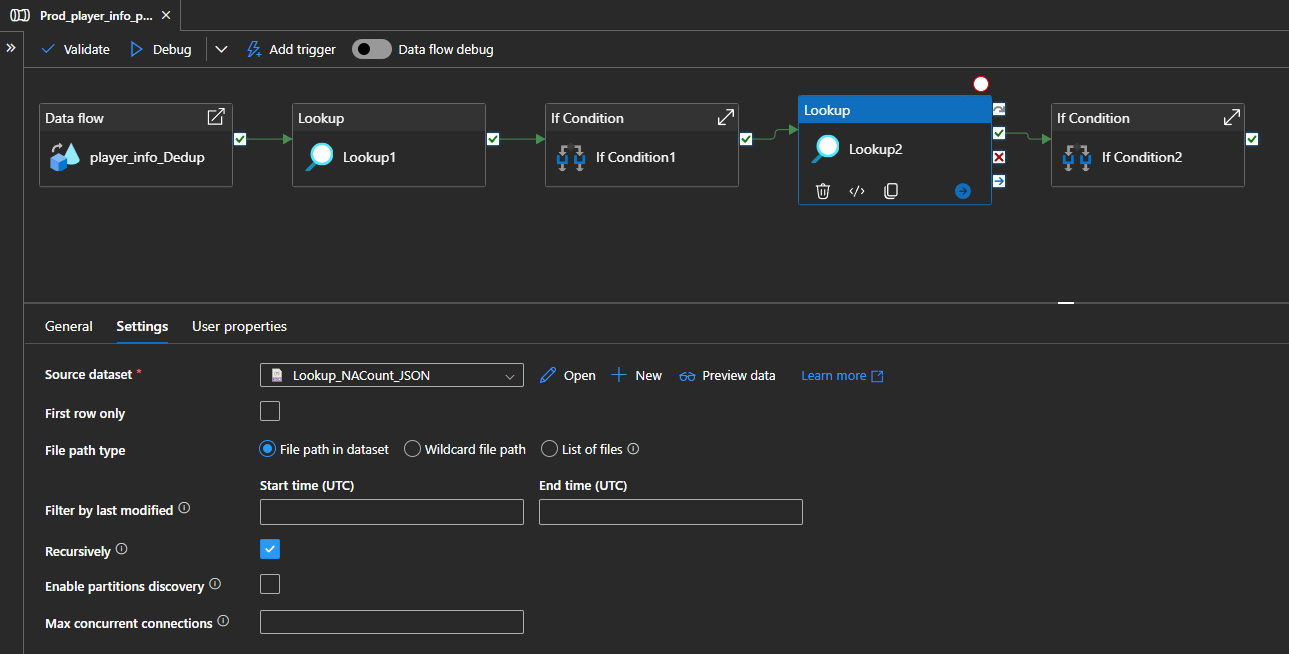 Prod_player_info_p...
Validate Debug Add trigger Data flow debug
Data flow
player_info_Dedup
Lookup
Lookup1
If Condition
If Condition1
Lookup
Lookup2
If Condition
If Condition2
General Settings User properties
Source dataset * Lookup_NACount_JSON Open New Preview data Learn more
First row only
File path type File path in dataset Wildcard file path List of files
Start time (UTC) End time (UTC)
Filter by last modified
Recursively
Enable partitions discovery
Max concurrent connections